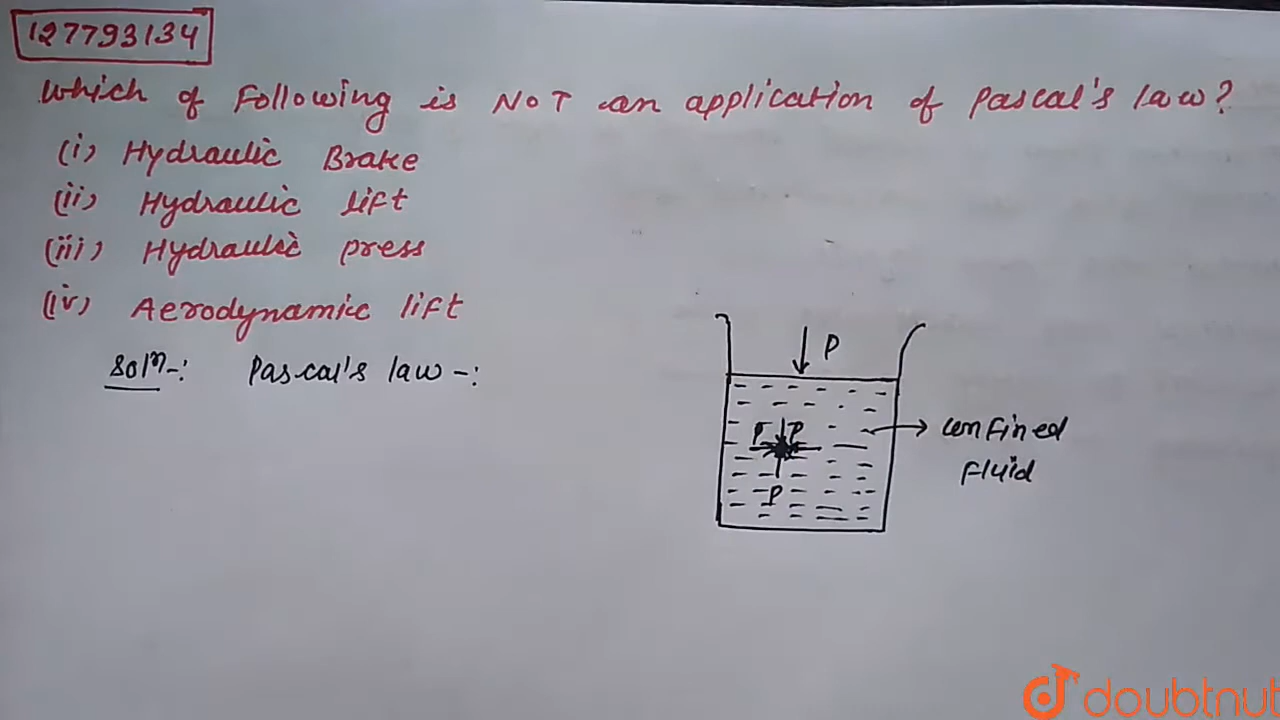 127793134
Which of Following is NOT an application of Pascal's law?
(i) Hydraulic Brake
(ii) Hydraulic lift
(iii) Hydraulic press
(iv) Aerodynamic lift
Solⁿ-: Pascal's law -:
P
P P
confined
fluid
P
doubtnut